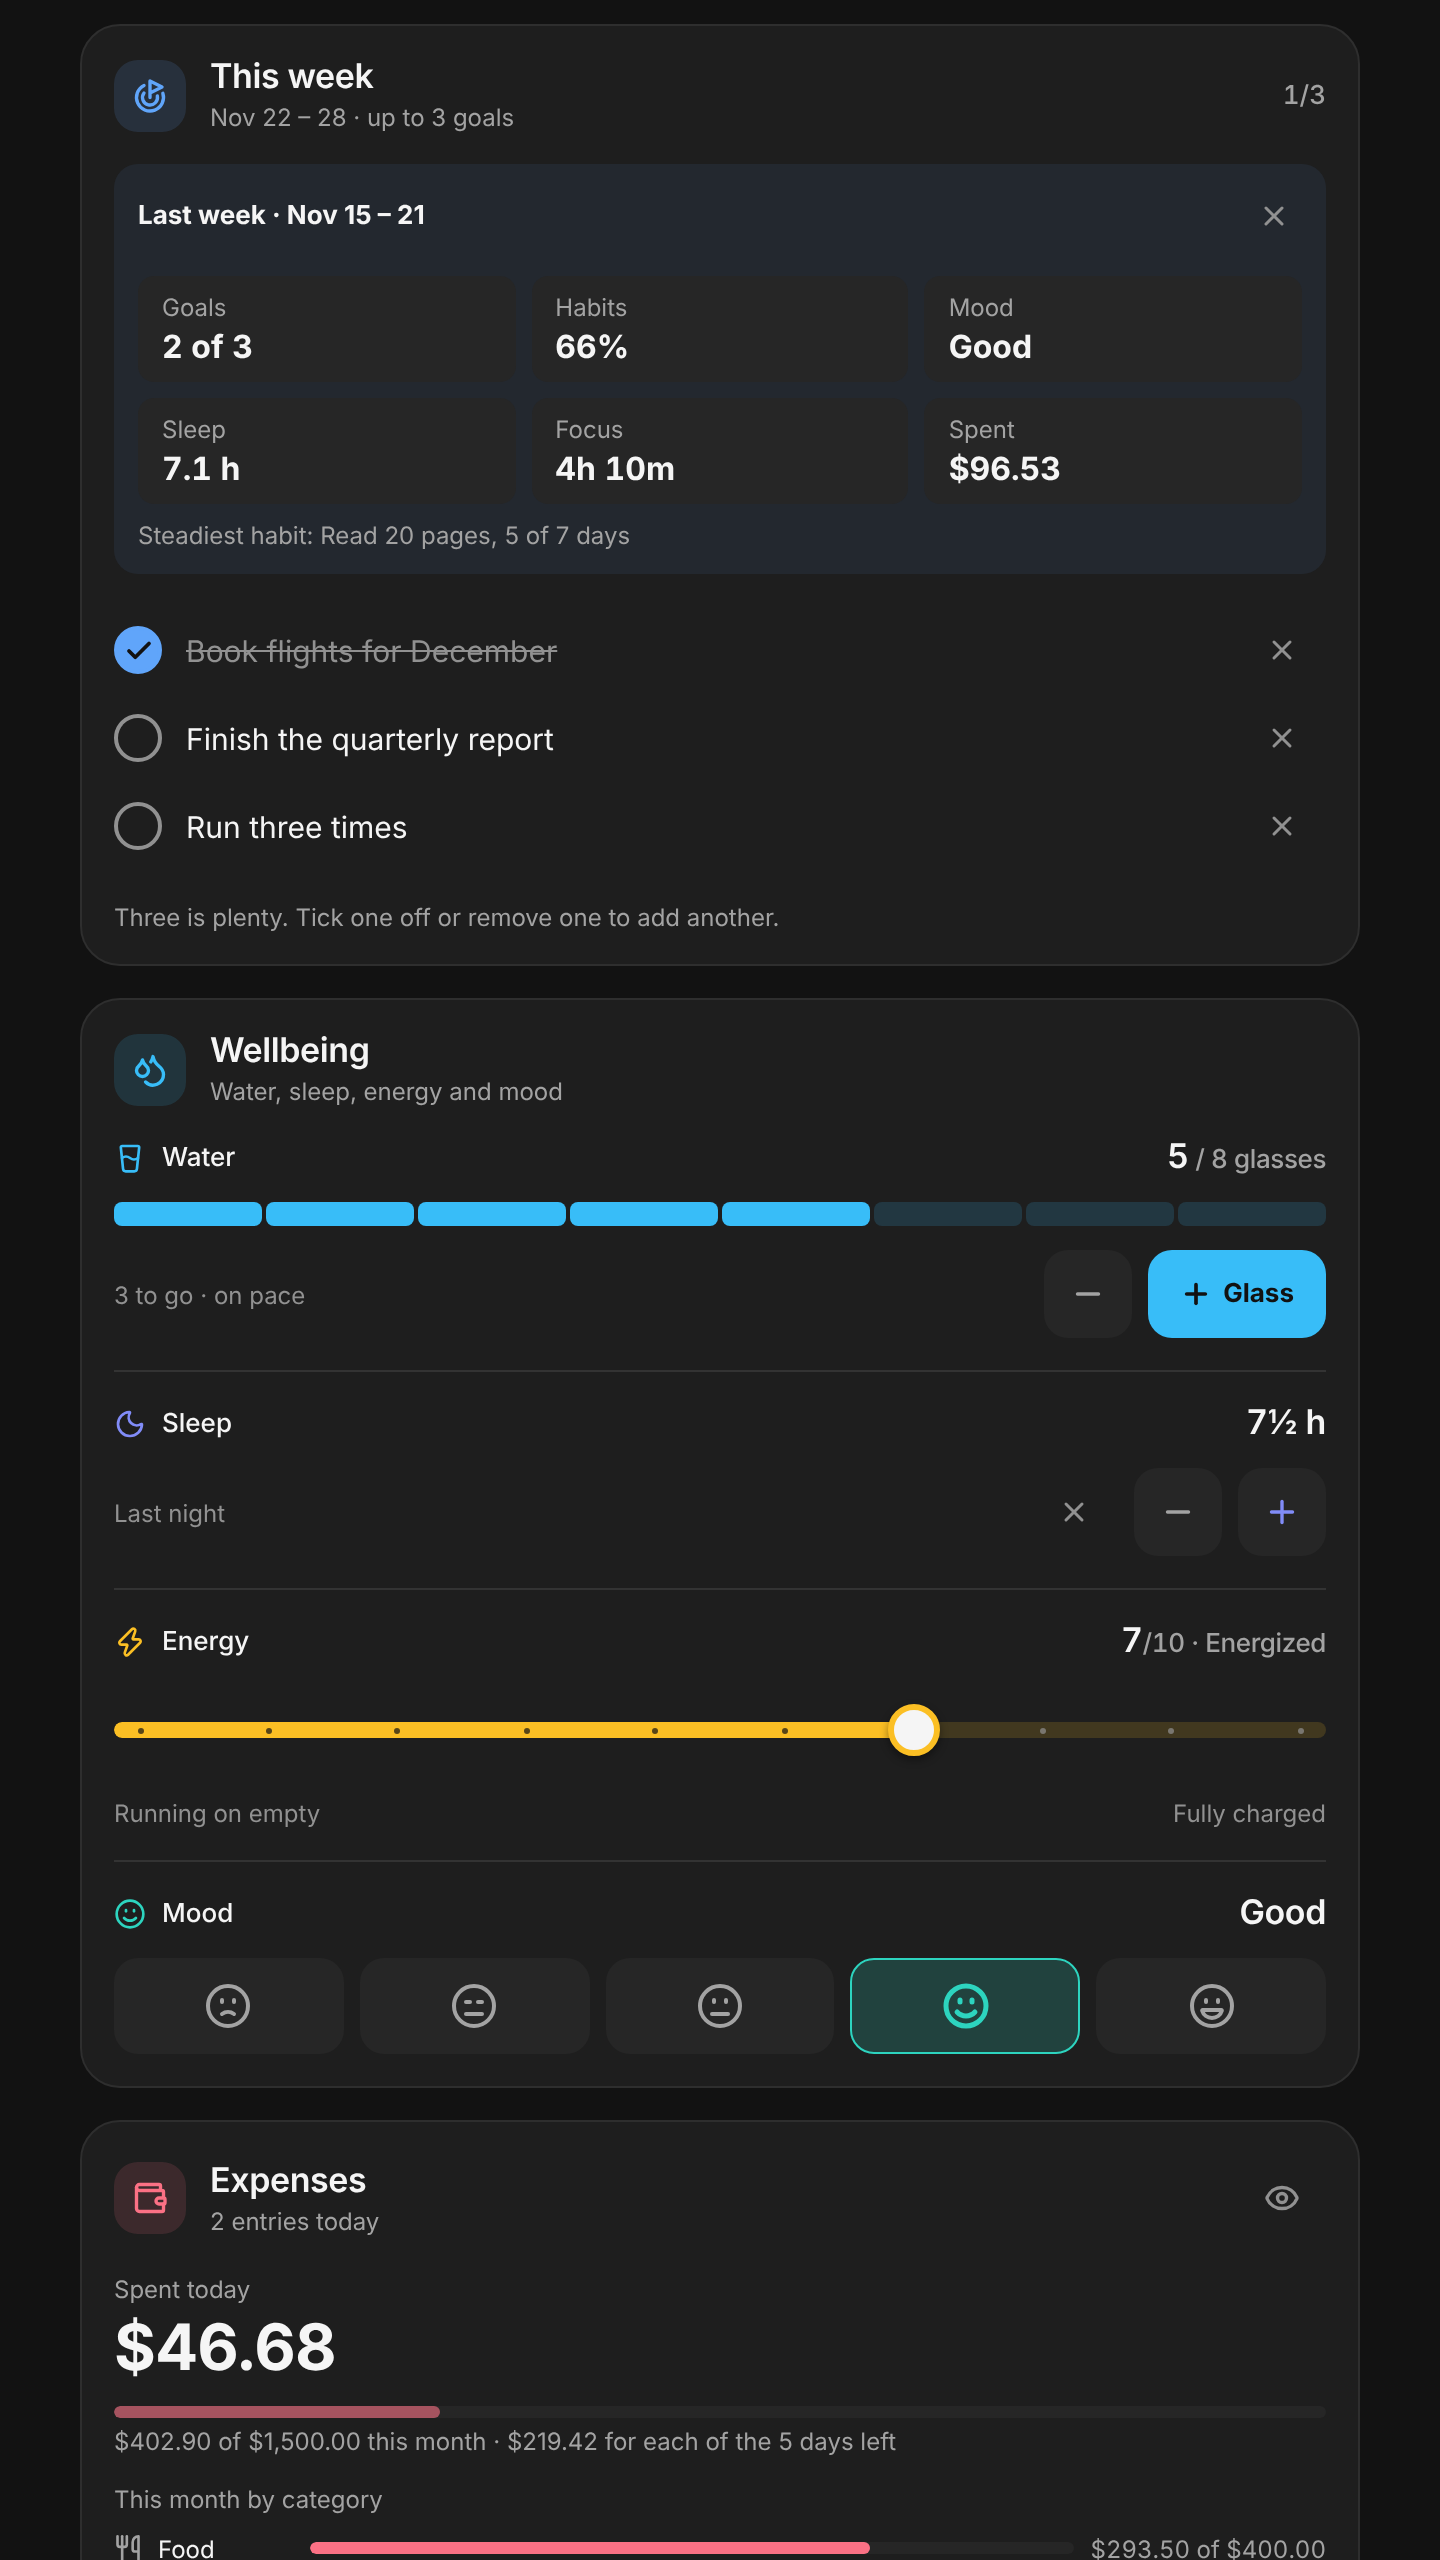 This week
Nov 22 – 28 · up to 3 goals
1/3
Last week · Nov 15 – 21
Goals
2 of 3
Habits
66%
Mood
Good
Sleep
7.1 h
Focus
4h 10m
Spent
$96.53
Steadiest habit: Read 20 pages, 5 of 7 days
Book flights for December
Finish the quarterly report
Run three times
Three is plenty. Tick one off or remove one to add another.
Wellbeing
Water, sleep, energy and mood
Water
5 / 8 glasses
3 to go · on pace
Glass
Sleep
7½ h
Last night
Energy
7/10 · Energized
Running on empty
Fully charged
Mood
Good
Expenses
2 entries today
Spent today
$46.68
$402.90 of $1,500.00 this month · $219.42 for each of the 5 days left
This month by category
Food
$293.50 of $400.00